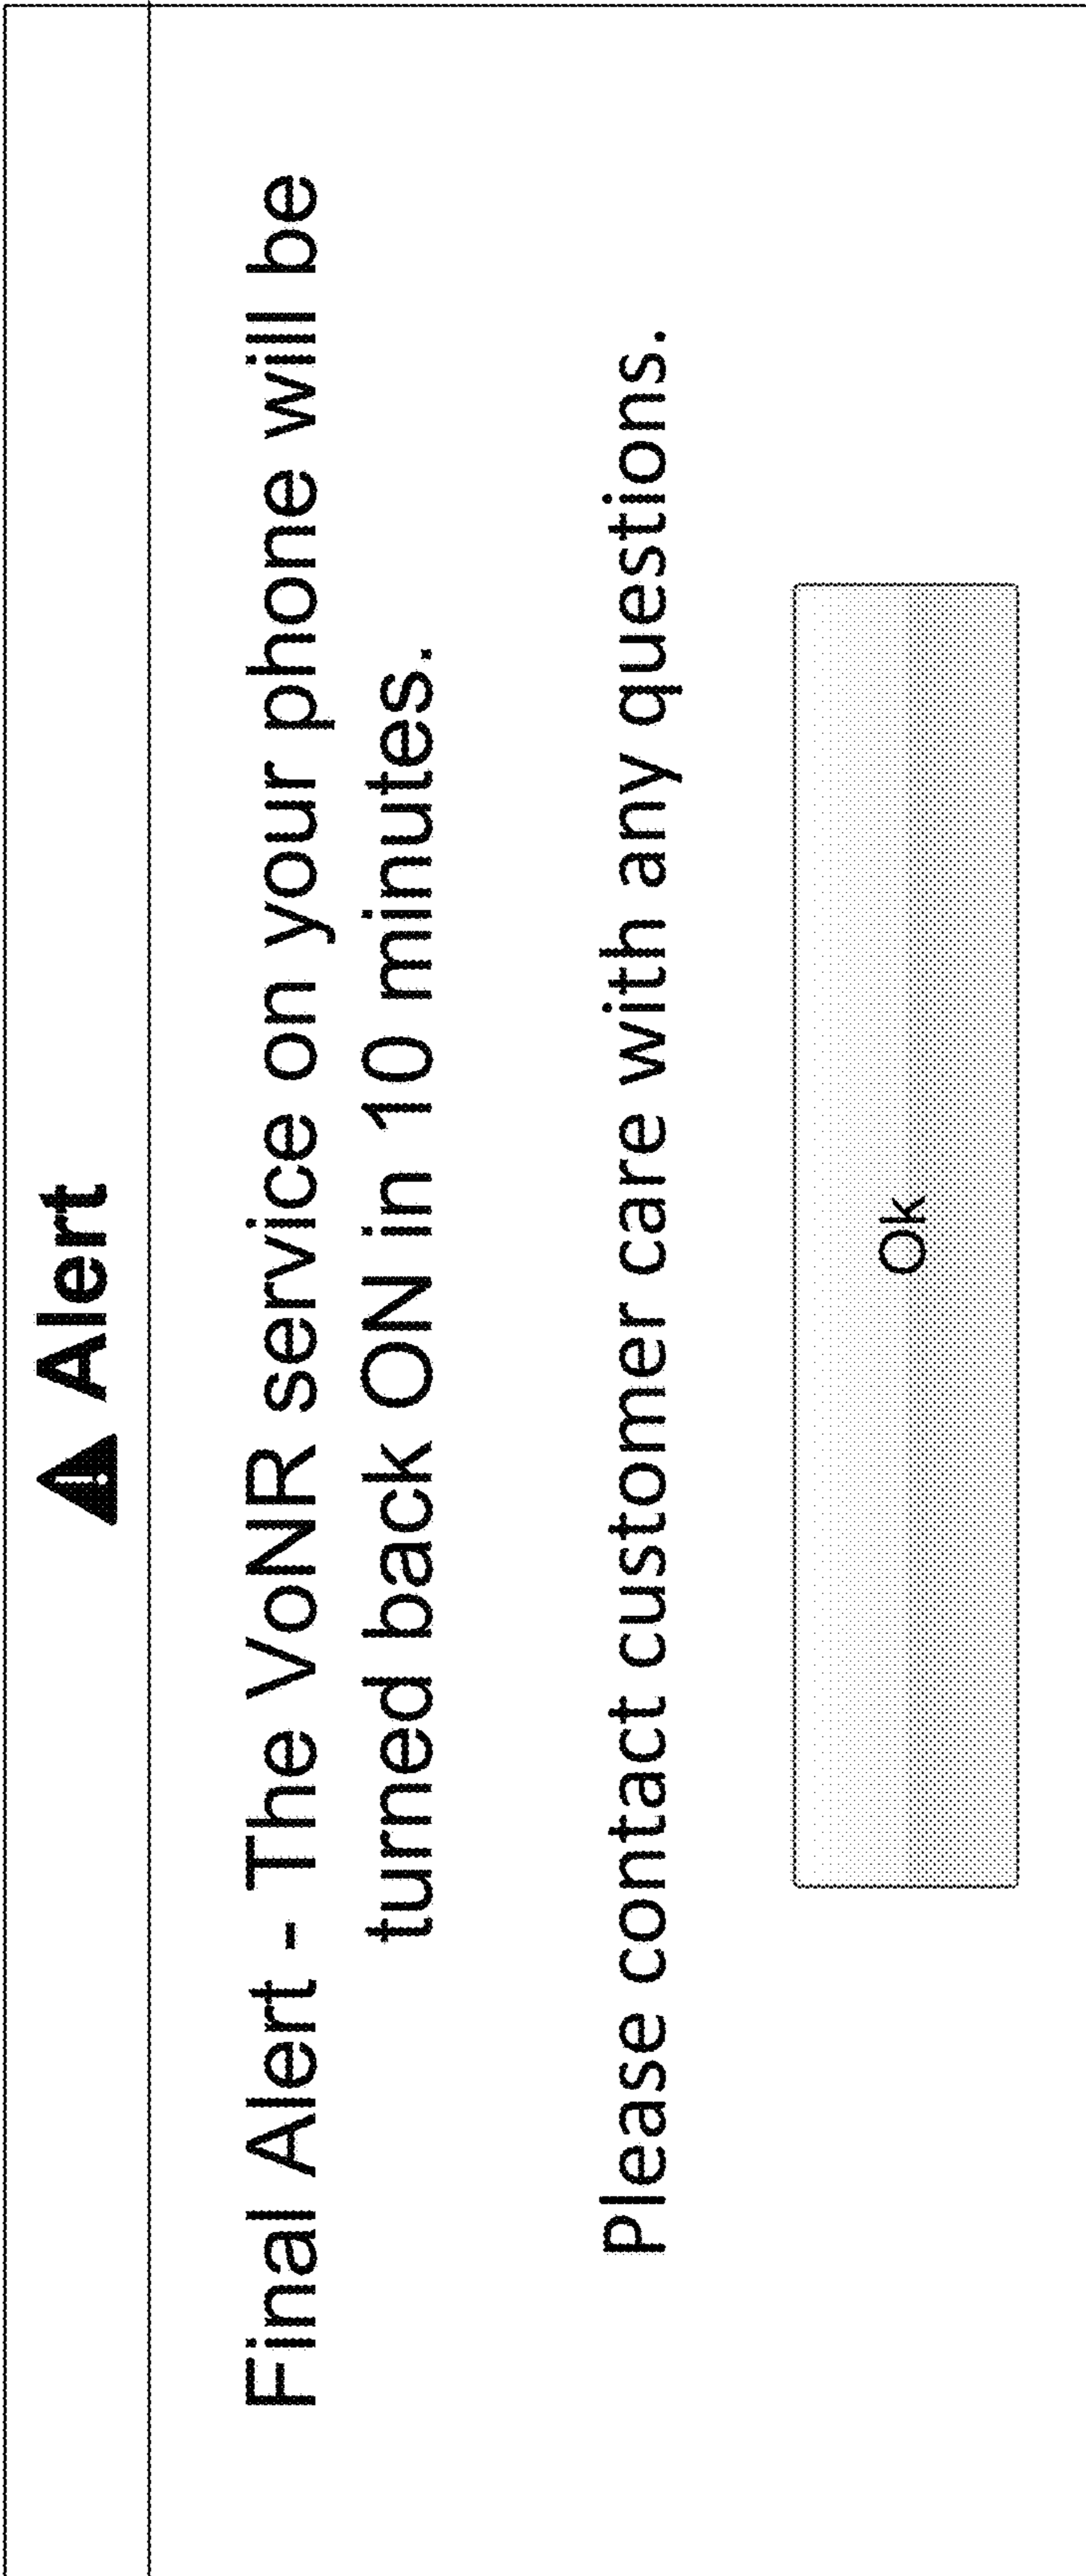 Alert
Final Alert - The VoNR service on your phone will be
turned back ON in 10 minutes.
Please contact customer care with any questions.
Ok